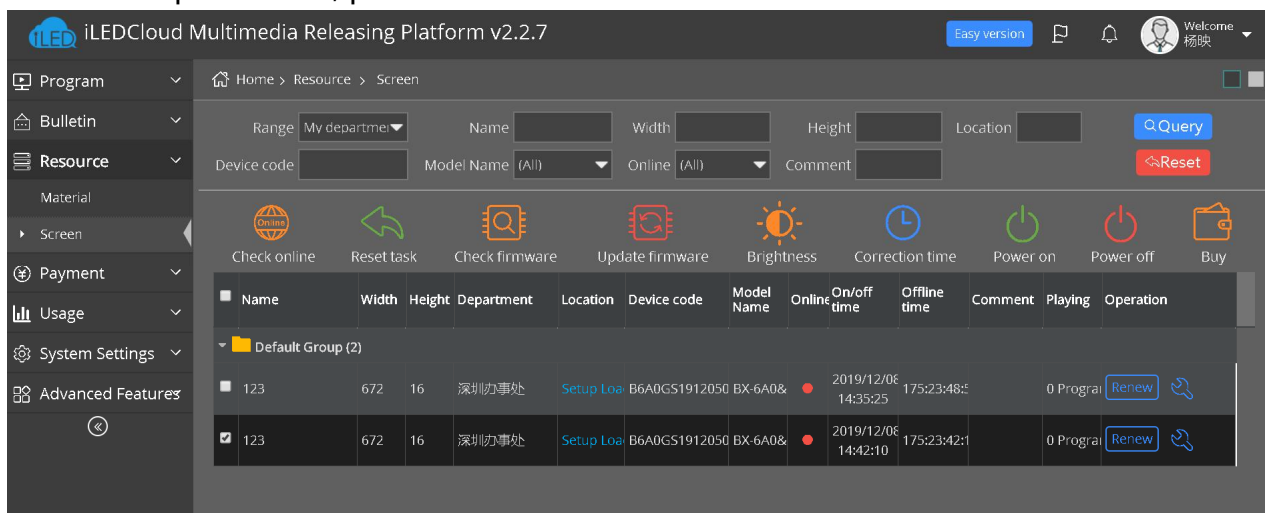 iLED iLEDCloud Multimedia Releasing Platform v2.2.7
Easy version
Welcome
杨映
Program
Bulletin
Resource
Material
Screen
Payment
Usage
System Settings
Advanced Features
Home > Resource > Screen
Range My departmer Name Width Height Location Query
Device code Model Name (All) Online (All) Comment Reset
Online
Check online Reset task Check firmware Update firmware Brightness Correction time Power on Power off Buy
Name Width Height Department Location Device code Model Name Online On/off time Offline time Comment Playing Operation
Default Group (2)
123 672 16 深圳办事处 Setup Loa B6A0GS1912050 BX-6A0& 2019/12/08 14:35:25 175:23:48: 0 Progra Renew
123 672 16 深圳办事处 Setup Loa B6A0GS1912050 BX-6A0& 2019/12/08 14:42:10 175:23:42:1 0 Progra Renew